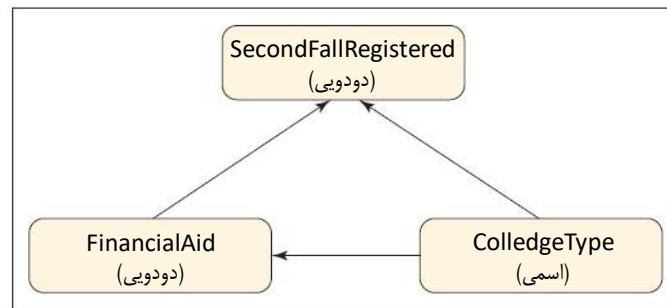 SecondFallRegistered
(دودویی)
FinancialAid
(دودویی)
ColledgeType
(اسمی)